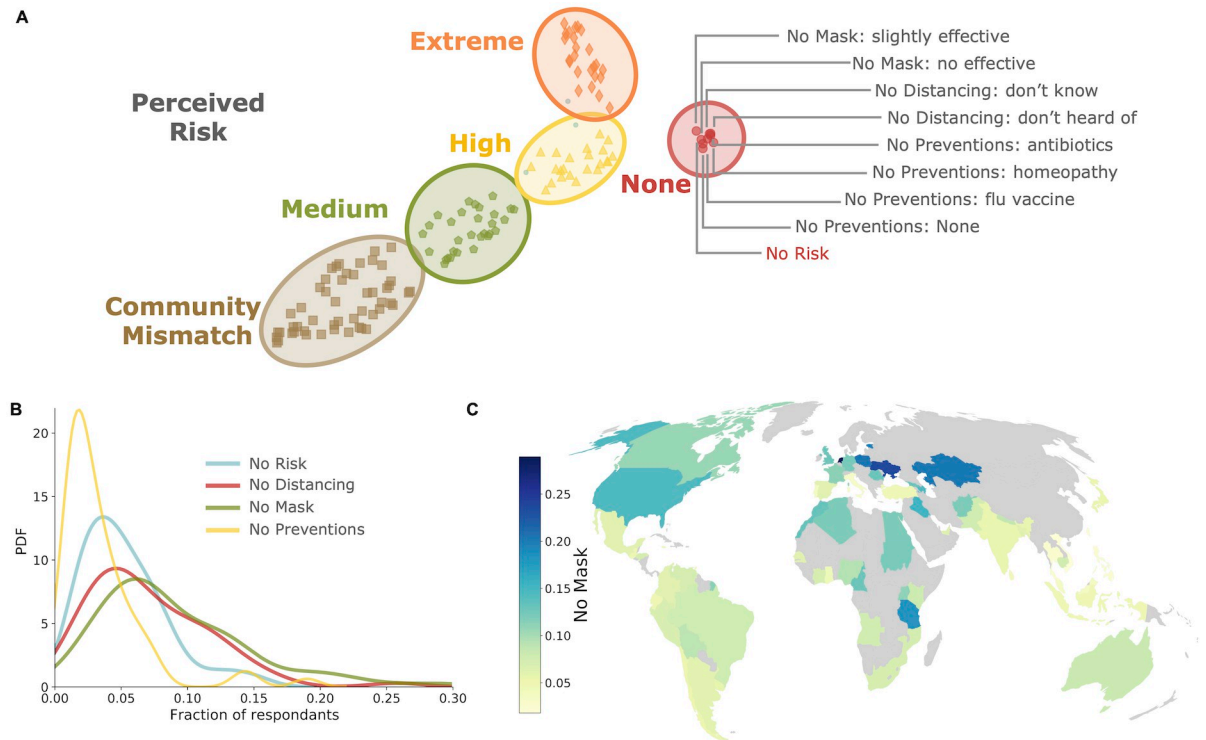 A
Perceived
Risk
Extreme
High
Medium
Community
Mismatch
None
No Mask: slightly effective
No Mask: no effective
No Distancing: don't know
No Distancing: don't heard of
No Preventions: antibiotics
No Preventions: homeopathy
No Preventions: flu vaccine
No Preventions: None
No Risk
B
PDF
20
15
10
5
0
0.00 0.05 0.10 0.15 0.20 0.25 0.30
Fraction of respondants
No Risk
No Distancing
No Mask
No Preventions
C
No Mask
0.25
0.20
0.15
0.10
0.05